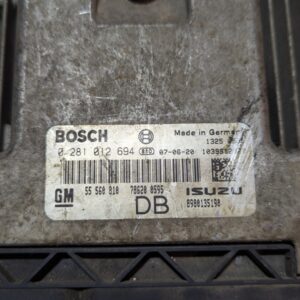 BOSCH Made in Germany
1325
0 281 012 694 07-06-20
GM 55 560 810 ISUZU
DB 8980135190